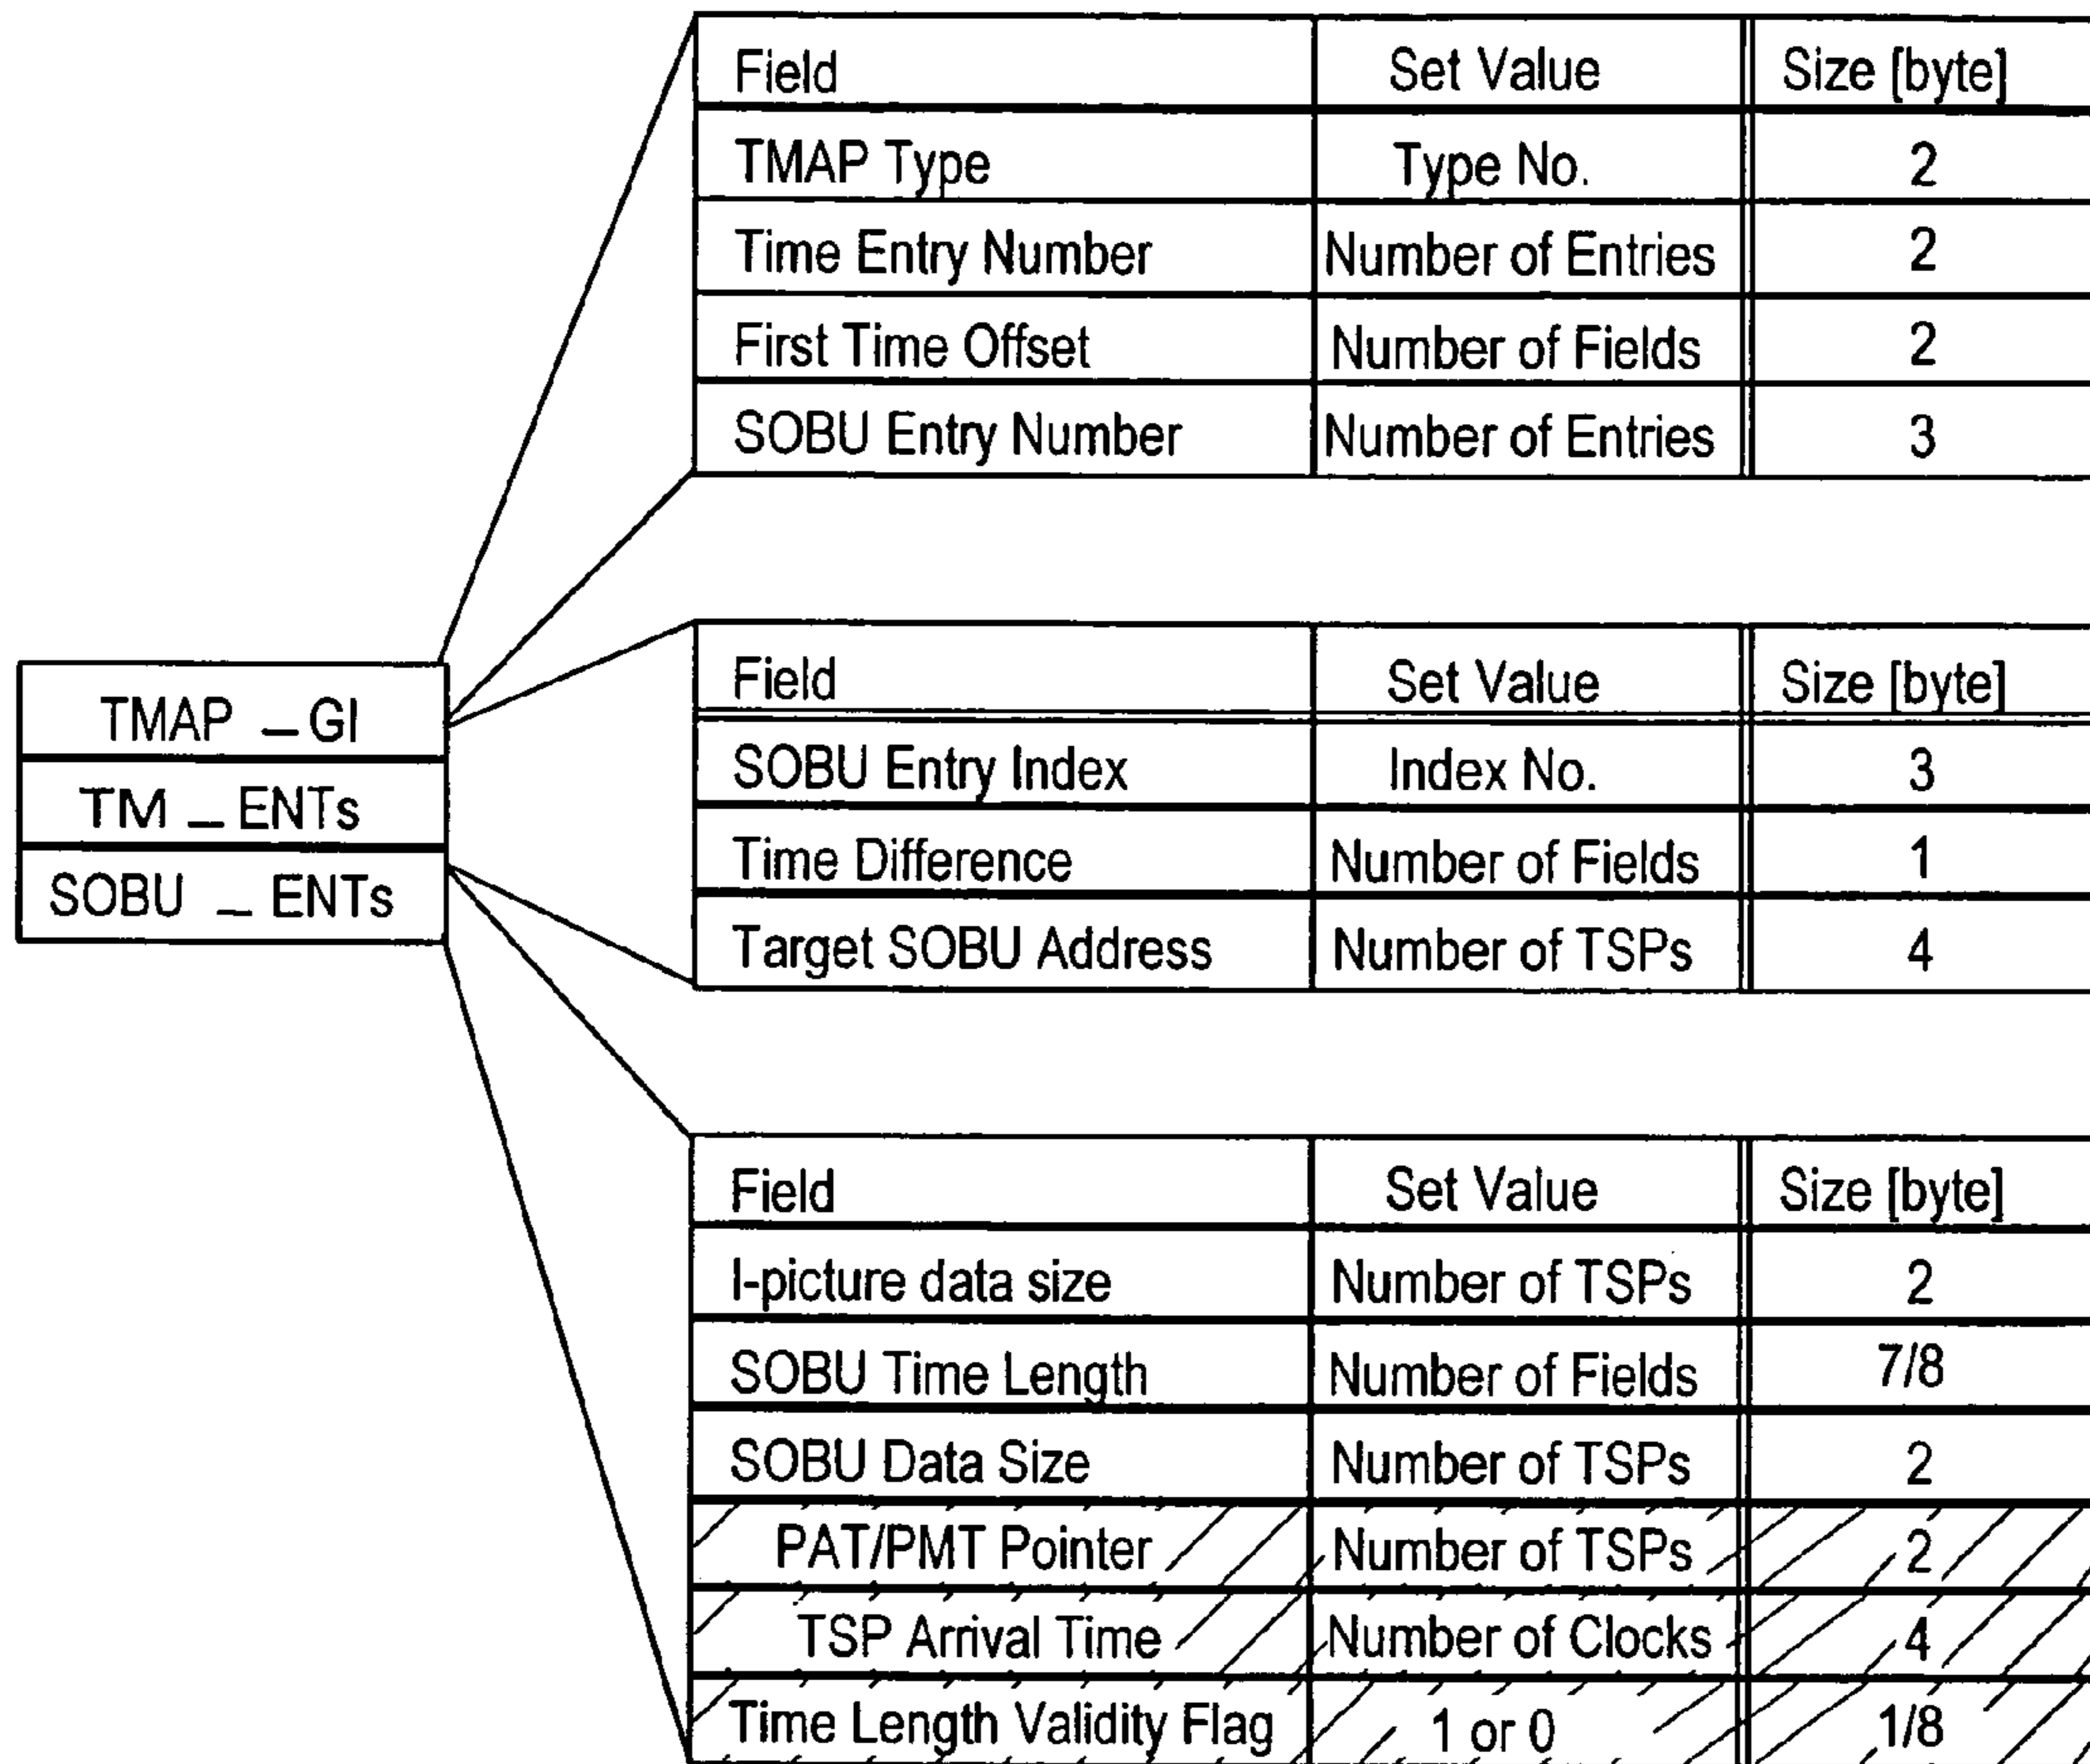 Field Set Value Size [byte]
TMAP Type Type No. 2
Time Entry Number Number of Entries 2
First Time Offset Number of Fields 2
SOBU Entry Number Number of Entries 3
TMAP _ GI
TM _ ENTs
SOBU _ ENTs
Field Set Value Size [byte]
SOBU Entry Index Index No. 3
Time Difference Number of Fields 1
Target SOBU Address Number of TSPs 4
Field Set Value Size [byte]
I-picture data size Number of TSPs 2
SOBU Time Length Number of Fields 7/8
SOBU Data Size Number of TSPs 2
PAT/PMT Pointer Number of TSPs 2
TSP Arrival Time Number of Clocks 4
Time Length Validity Flag 1 or 0 1/8